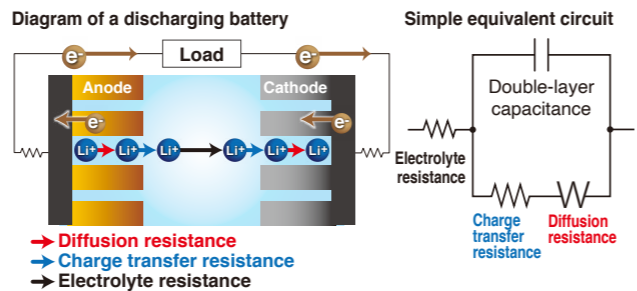 Diagram of a discharging battery
e-
Load
e-
Anode
Cathode
e-
e-
Li+
Li+
Li+
Li+
Li+
Li+
Diffusion resistance
Charge transfer resistance
Electrolyte resistance
Simple equivalent circuit
Double-layer
capacitance
Electrolyte
resistance
Charge
transfer
resistance
Diffusion
resistance